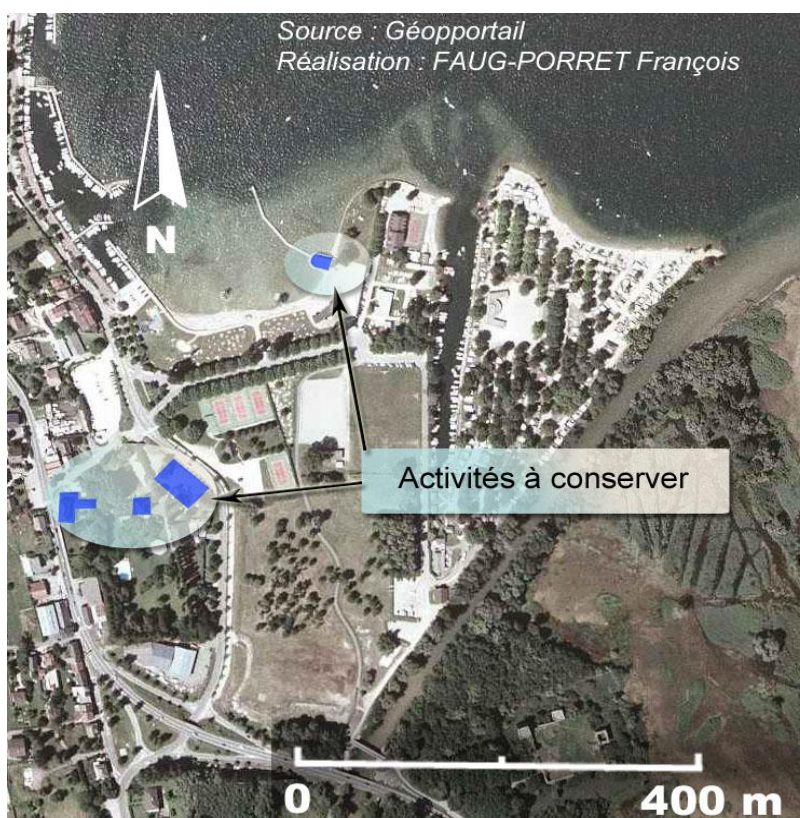 Source : Géopportail
Réalisation : FAUG-PORRET François
N
Activités à conserver
0 400 m